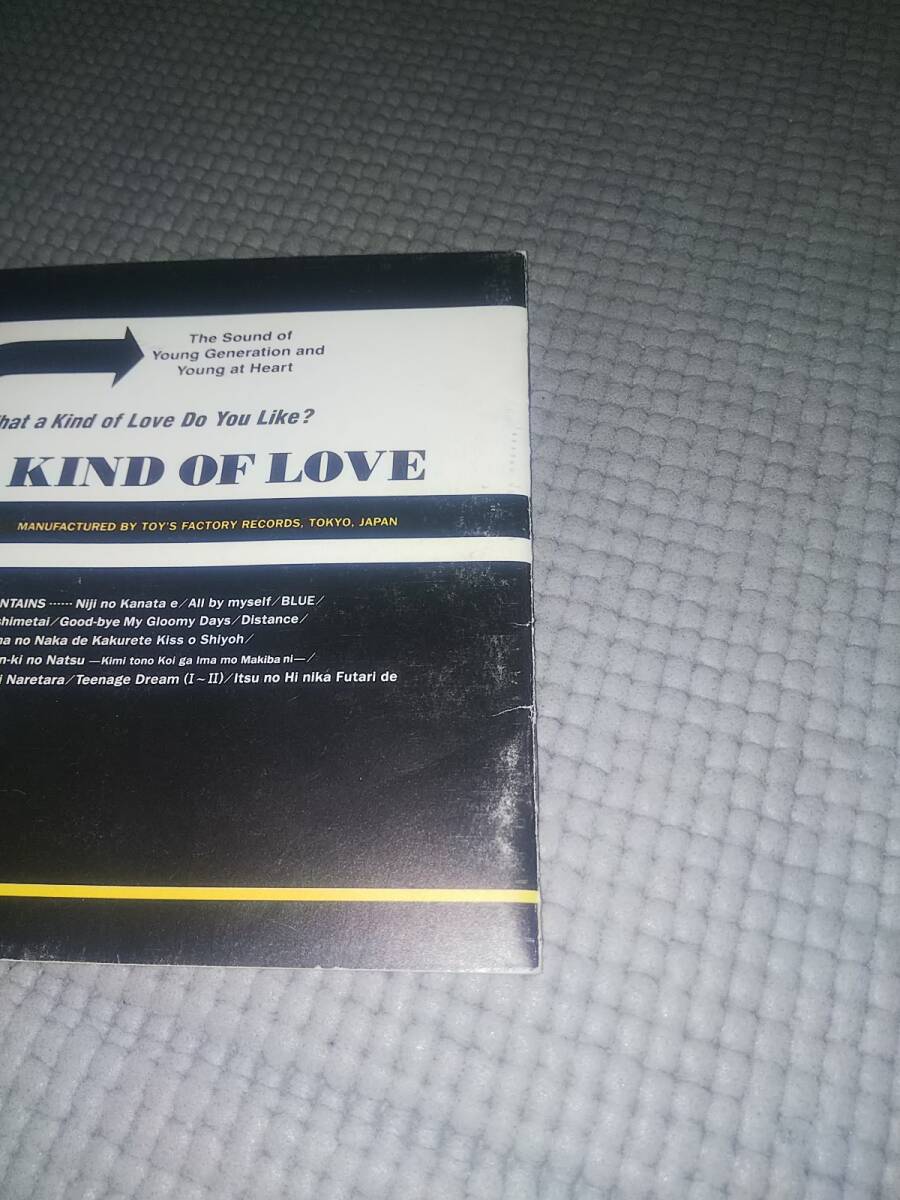 The Sound of
Young Generation and
Young at Heart
hat a Kind of Love Do You Like?
KIND OF LOVE
MANUFACTURED BY TOY'S FACTORY RECORDS, TOKYO, JAPAN
NTAINS ······ Niji no Kanata e/All by myself/BLUE/
shimetai/Good-bye My Gloomy Days/Distance/
ma no Naka de Kakurete Kiss o Shiyoh/
n-ki no Natsu —Kimi tono Koi ga Ima mo Makiba ni—/
i Naretara/Teenage Dream (I~II)/Itsu no Hi nika Futari de